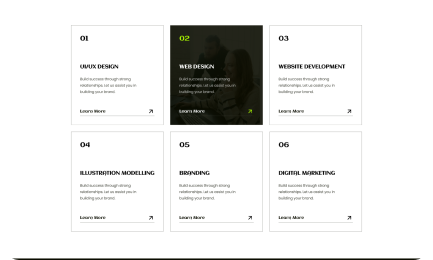 01
UI/UX DESIGN
Build success through strong
relationships. Let us assist you in
building your brand.
Learn More
02
WEB DESIGN
Build success through strong
relationships. Let us assist you in
building your brand.
Learn More
03
WEBSITE DEVELOPMENT
Build success through strong
relationships. Let us assist you in
building your brand.
Learn More
04
ILLUSTRATION MODELLING
Build success through strong
relationships. Let us assist you in
building your brand.
Learn More
05
BRANDING
Build success through strong
relationships. Let us assist you in
building your brand.
Learn More
06
DIGITAL MARKETING
Build success through strong
relationships. Let us assist you in
building your brand.
Learn More